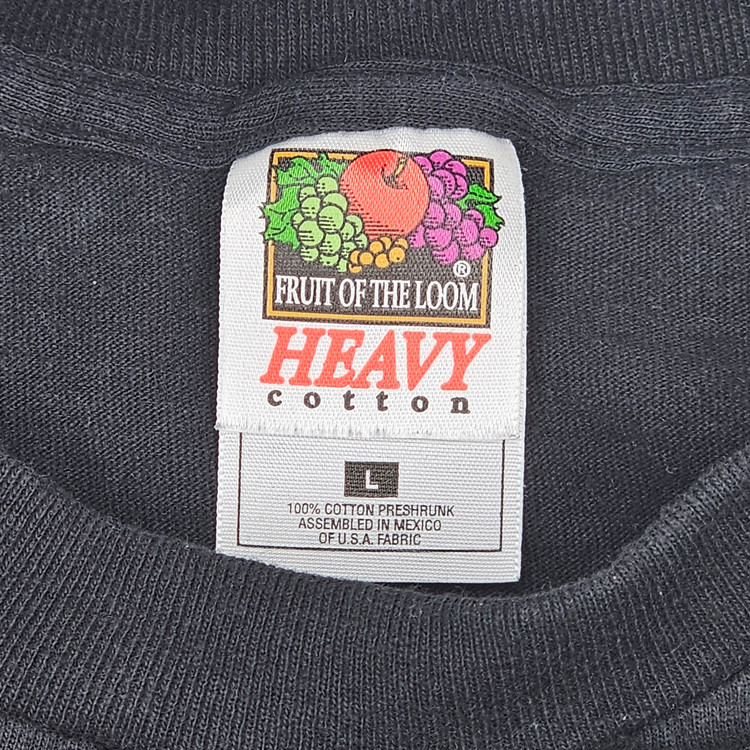 ®
FRUIT OF THE LOOM
HEAVY
cotton
L
100% COTTON PRESHRUNK
ASSEMBLED IN MEXICO
OF U.S.A. FABRIC